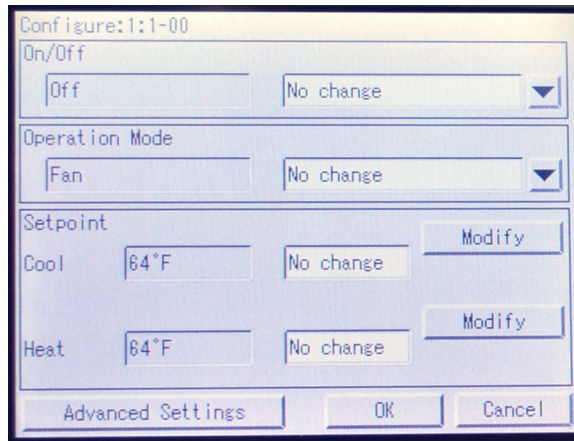 Configure:1:1-00
On/Off
Off No change
Operation Mode
Fan No change
Setpoint
Modify
Cool 64°F No change
Modify
Heat 64°F No change
Advanced Settings OK Cancel